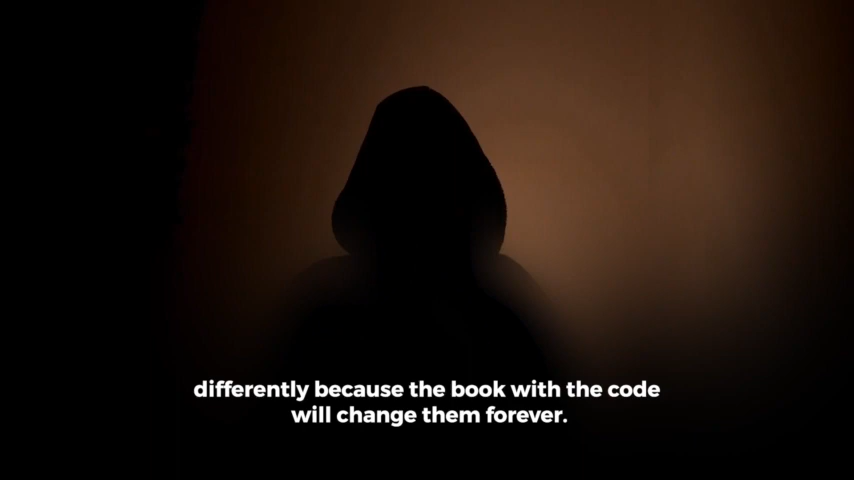 differently because the book with the code
will change them forever.